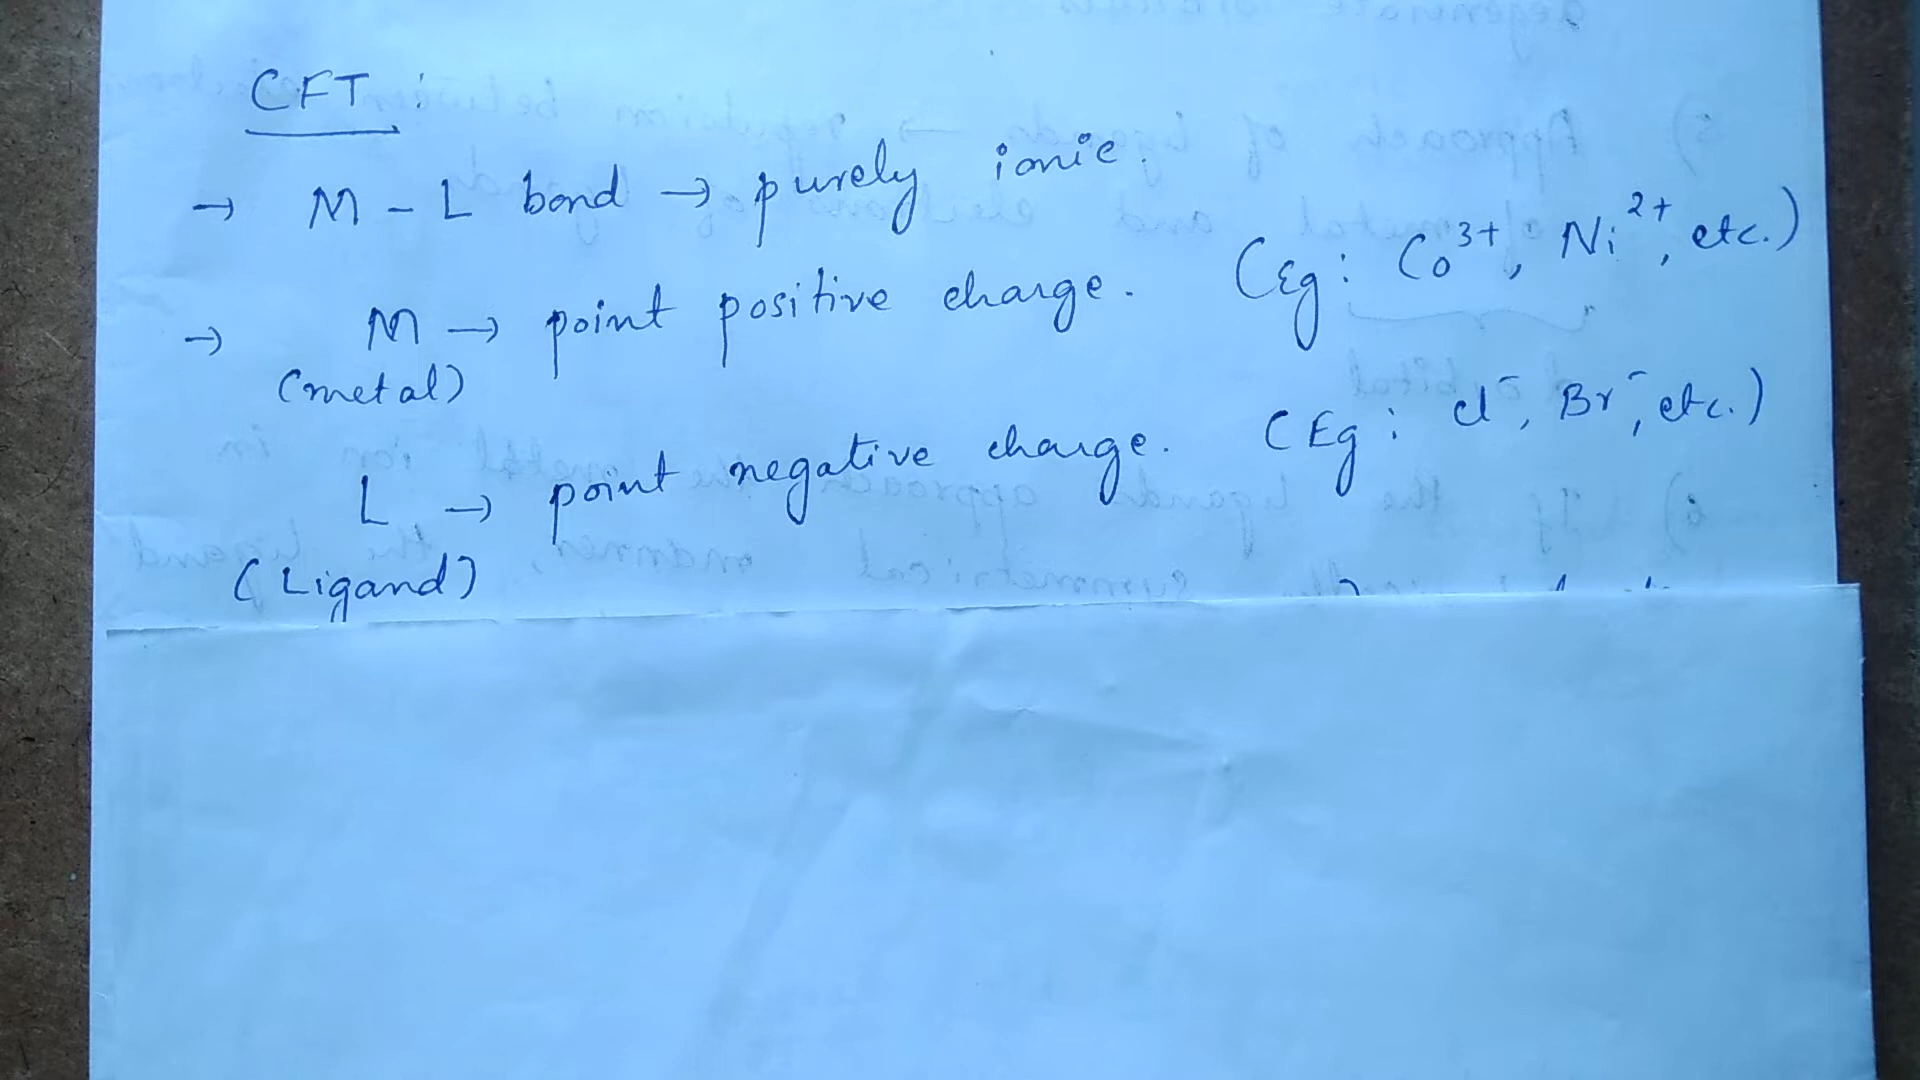 CFT :
→ M - L bond → purely ionic.
→ M → point positive charge. (Eg: Co³⁺, Ni²⁺, etc.)
(metal)
L → point negative charge. (Eg: Cl⁻, Br⁻, etc.)
(Ligand)